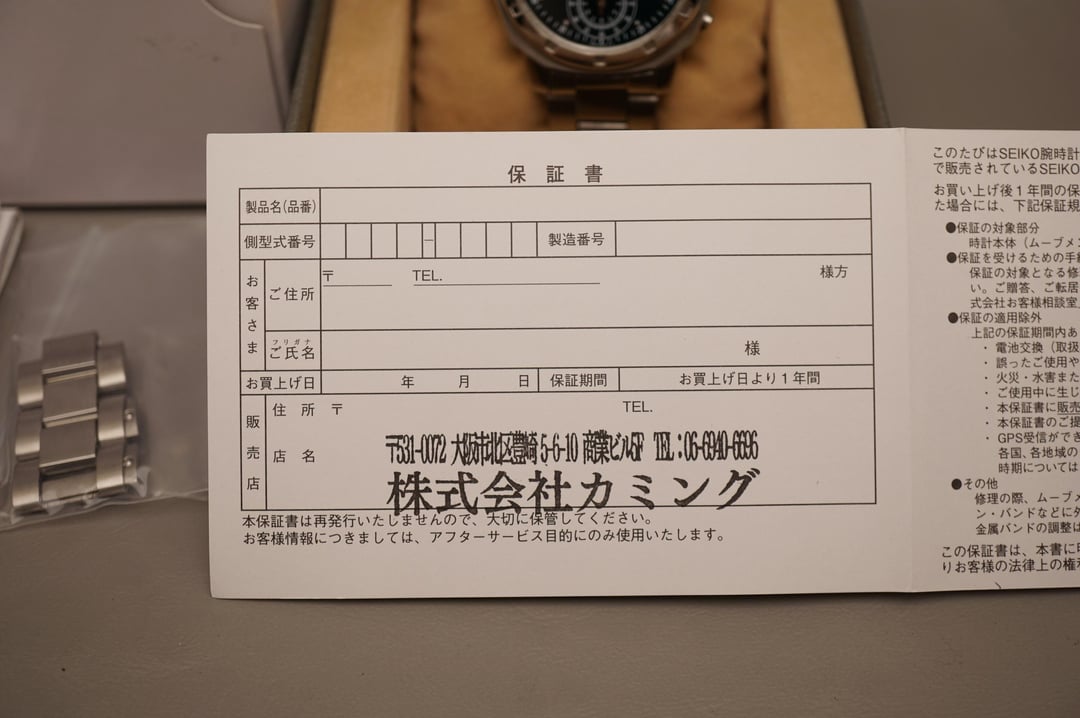 保証書
製品名(品番)
側型式番号 － 製造番号
お客さま
ご住所 〒 TEL. 様方
フリガナ
ご氏名 様
お買上げ日 年 月 日 保証期間 お買上げ日より1年間
販売店
住所 〒 TEL.
〒531-0072 大阪市北区豊崎5-6-10 商業ビル5F TEL:06-6940-6696
店名
株式会社カミング
本保証書は再発行いたしませんので、大切に保管してください。
お客様情報につきましては、アフターサービス目的にのみ使用いたします。
このたびはSEIKO腕時計
で販売されているSEIKO
お買い上げ後1年間の保
た場合には、下記保証規
●保証の対象部分
時計本体（ムーブメン
●保証を受けるための手続
保証の対象となる修
い。ご贈答、ご転居
式会社お客様相談室
●保証の適用除外
上記の保証期間内あ
・電池交換（取扱
・誤ったご使用や
・火災・水害また
・ご使用中に生じ
・本保証書に販売
・本保証書のご提
・GPS受信ができ
各国、各地域の
時期については
●その他
修理の際、ムーブメ
ン・バンドなどに外
金属バンドの調整は
この保証書は、本書に
りお客様の法律上の権利